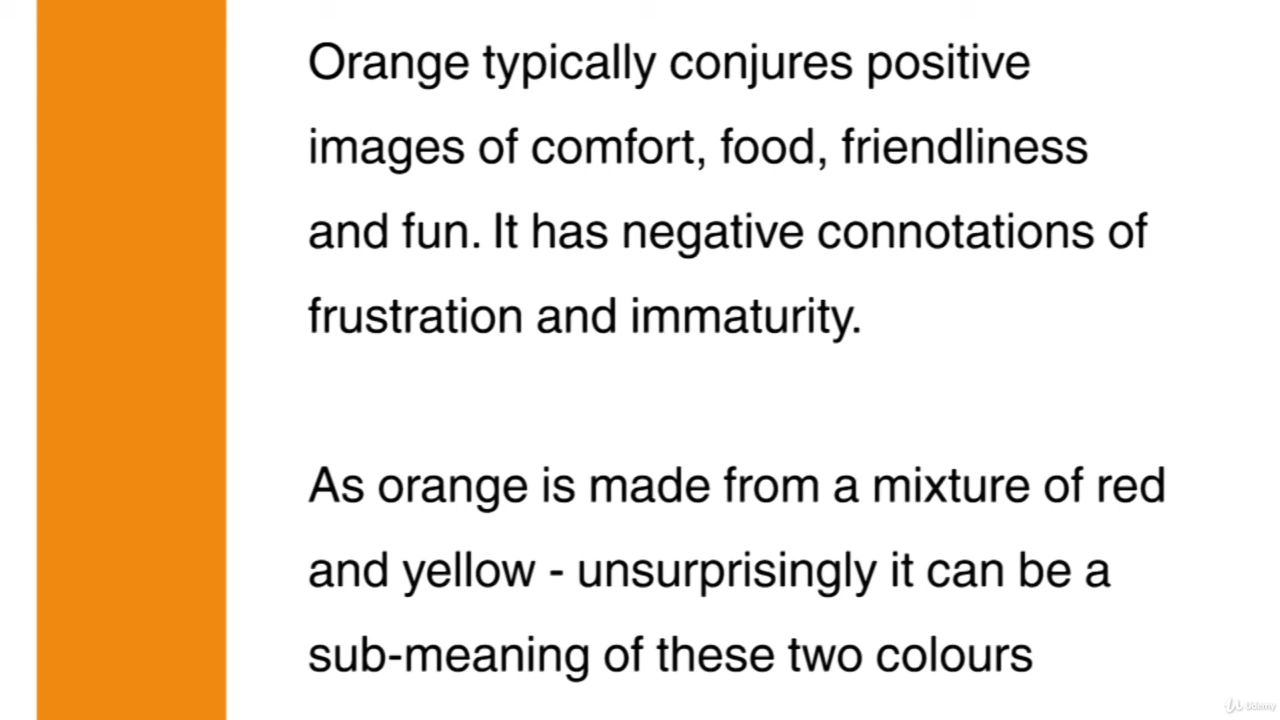 Orange typically conjures positive
images of comfort, food, friendliness
and fun. It has negative connotations of
frustration and immaturity.
As orange is made from a mixture of red
and yellow - unsurprisingly it can be a
sub-meaning of these two colours
Udemy